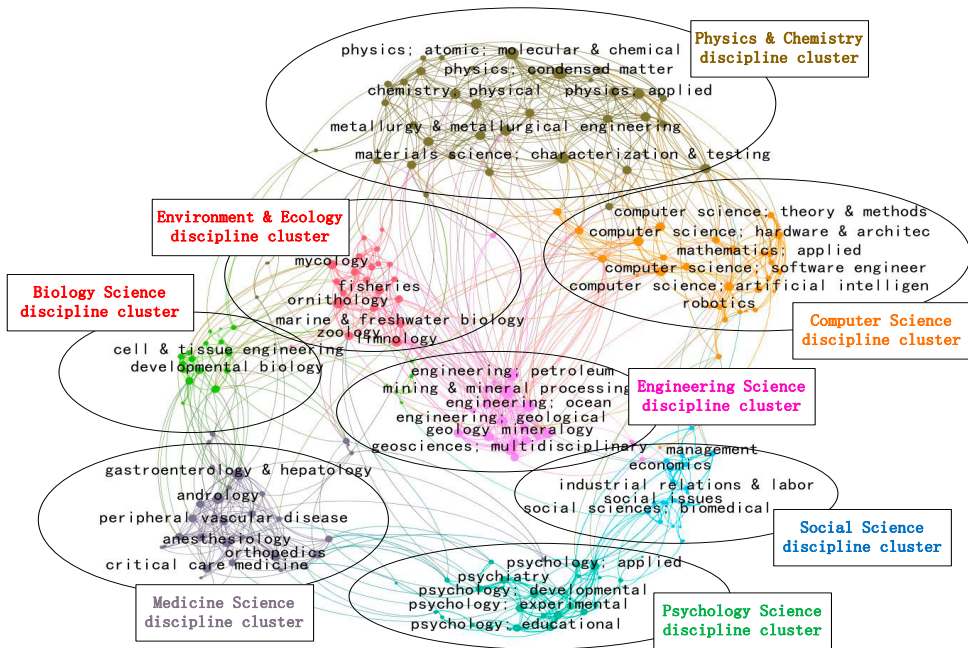 Physics & Chemistry
discipline cluster
physics; atomic; molecular & chemical
physics; condensed matter
chemistry; physical
physics; applied
metallurgy & metallurgical engineering
materials science; characterization & testing
Environment & Ecology
discipline cluster
mycology
fisheries
ornithology
marine & freshwater biology
zoology
limnology
computer science; theory & methods
computer science; hardware & architec
mathematics; applied
computer science; software engineer
computer science; artificial intelligen
robotics
Computer Science
discipline cluster
Biology Science
discipline cluster
cell & tissue engineering
developmental biology
engineering; petroleum
mining & mineral processing
engineering; ocean
engineering; geological
geology mineralogy
geosciences; multidisciplinary
Engineering Science
discipline cluster
management
economics
industrial relations & labor
social issues
social sciences; biomedical
Social Science
discipline cluster
gastroenterology & hepatology
andrology
peripheral vascular disease
anesthesiology
orthopedics
critical care medicine
Medicine Science
discipline cluster
psychology; applied
psychiatry
psychology; developmental
psychology; experimental
psychology; educational
Psychology Science
discipline cluster